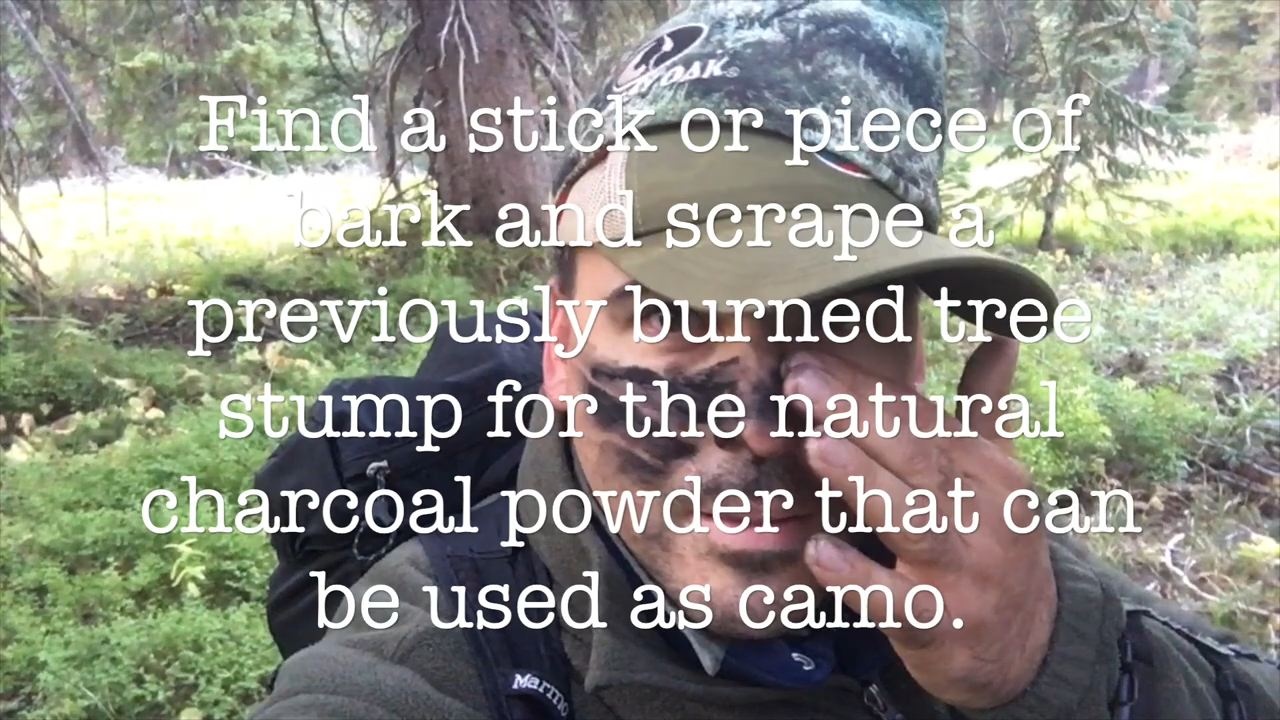 OAK
Find a stick or piece of
bark and scrape a
previously burned tree
stump for the natural
charcoal powder that can
be used as camo.